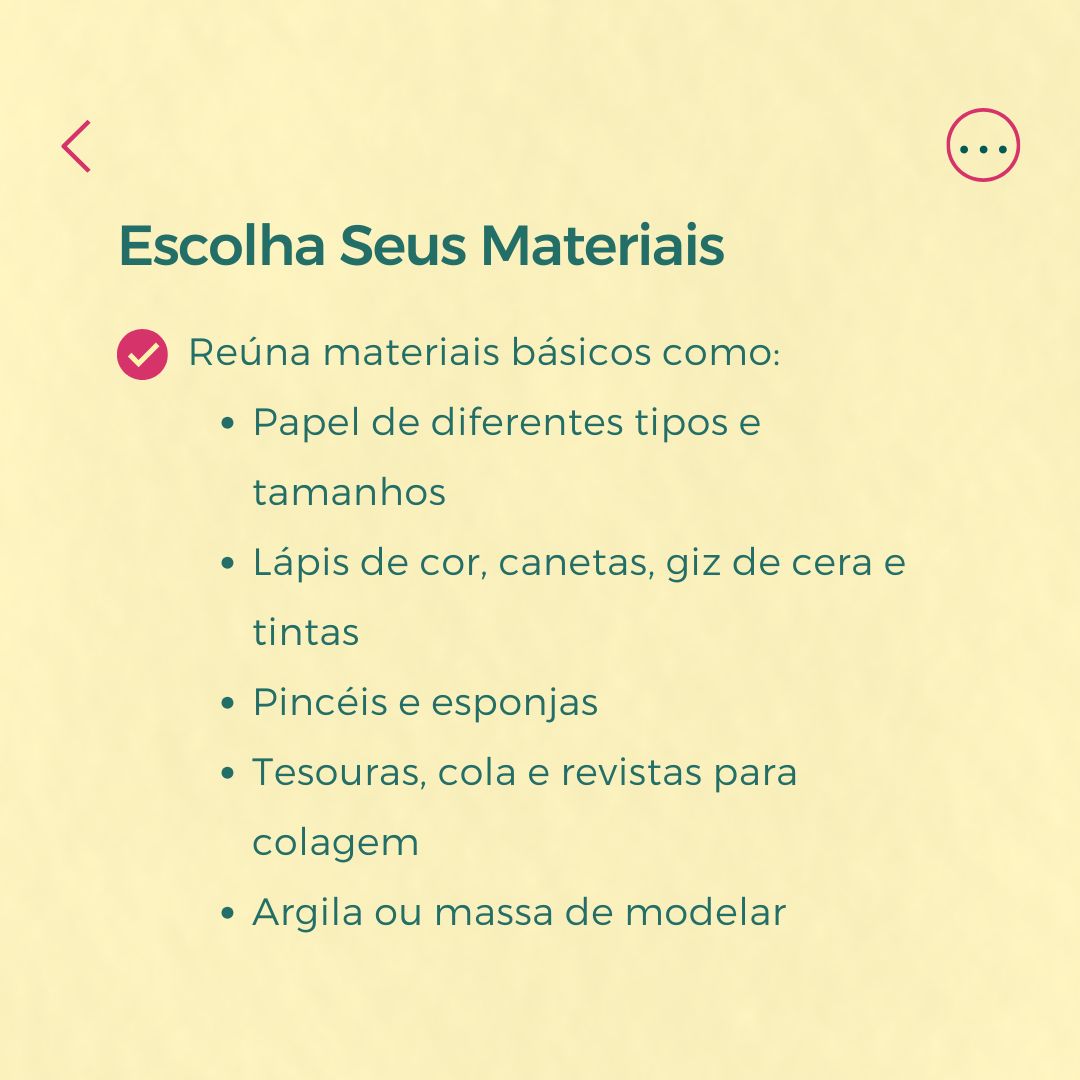 Escolha Seus Materiais
Reúna materiais básicos como:
• Papel de diferentes tipos e
tamanhos
• Lápis de cor, canetas, giz de cera e
tintas
• Pincéis e esponjas
• Tesouras, cola e revistas para
colagem
• Argila ou massa de modelar